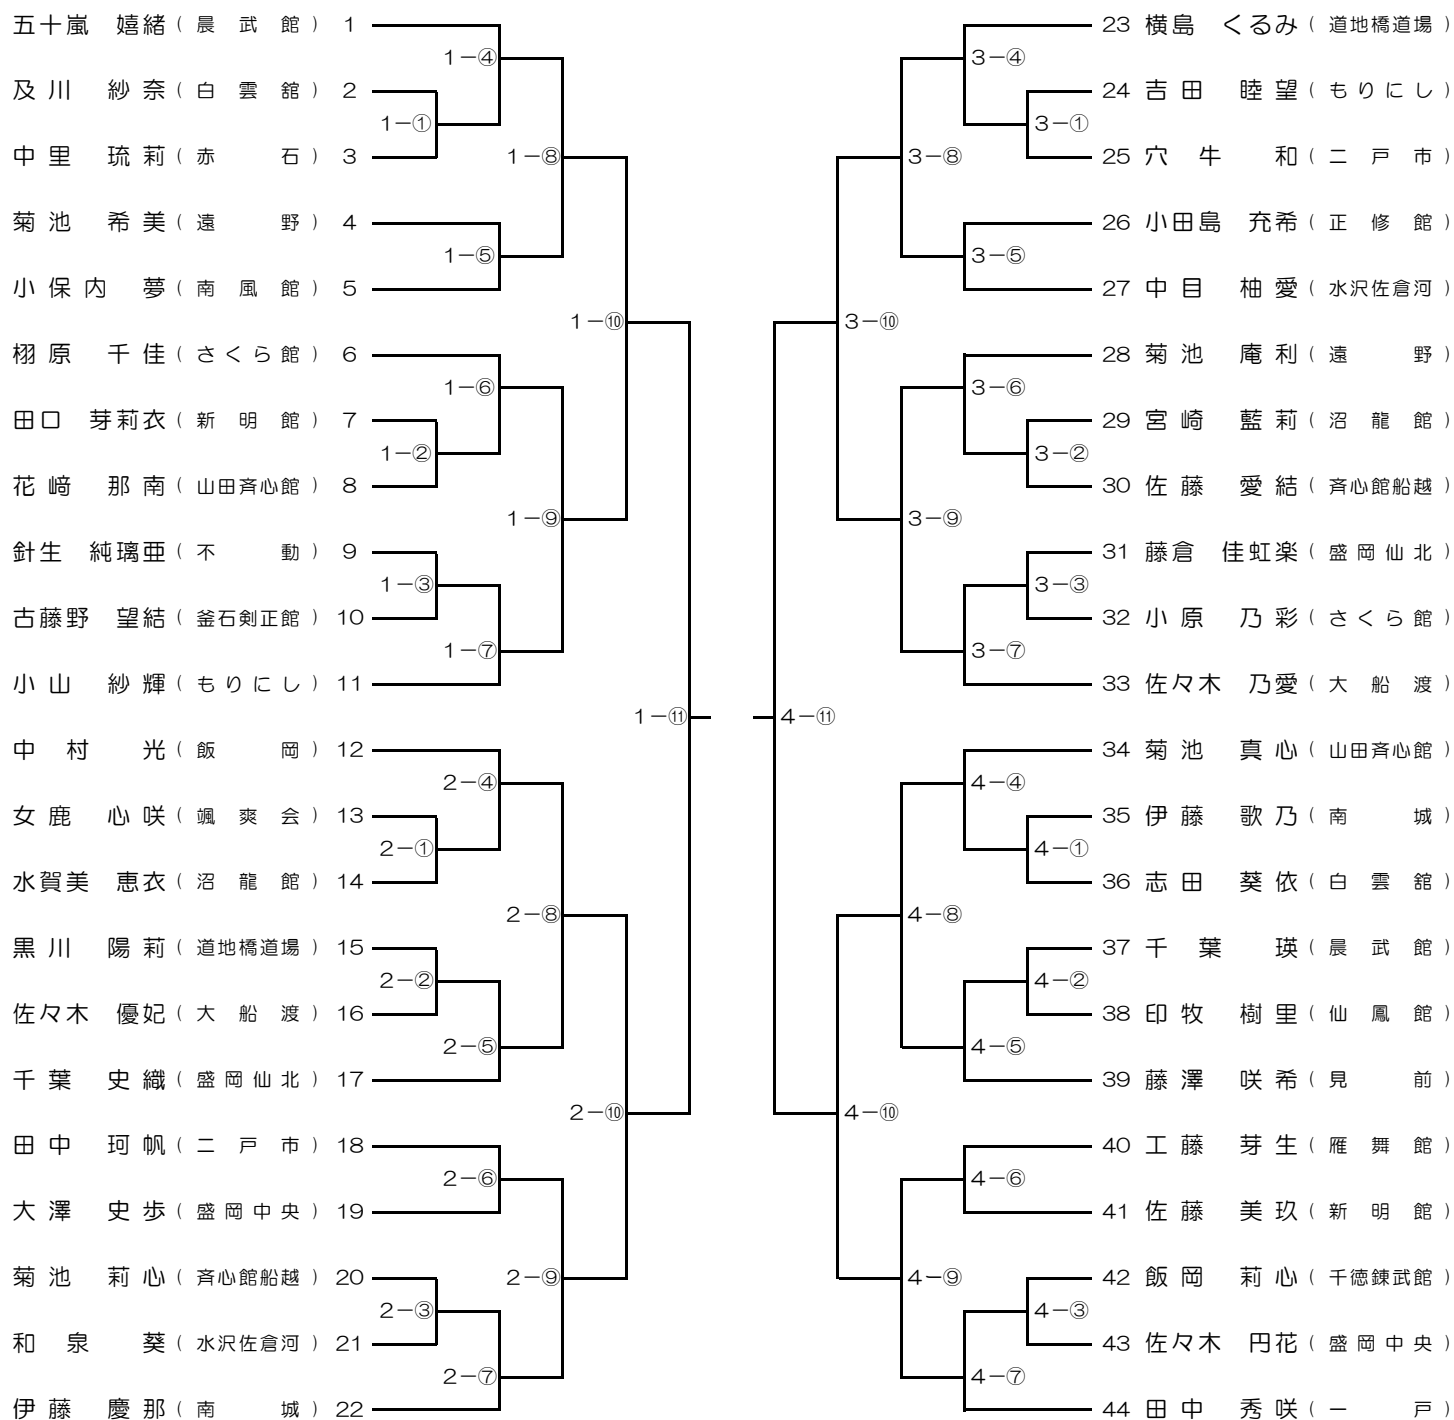 五十嵐 嬉緒（晨武館）1
1−④
及川 紗奈（白雲舘）2
1−①
中里 琉莉（赤石）3
1−⑧
菊池 希美（遠野）4
1−⑤
小保内 夢（南風館）5
1−⑩
栩原 千佳（さくら館）6
1−⑥
田口 芽莉衣（新明館）7
1−②
花﨑 那南（山田斉心館）8
1−⑨
針生 純璃亜（不動）9
1−③
古藤野 望結（釜石剣正館）10
1−⑦
小山 紗輝（もりにし）11
1−⑪
中村 光（飯岡）12
2−④
女鹿 心咲（颯爽会）13
2−①
水賀美 恵衣（沼龍館）14
2−⑧
黒川 陽莉（道地橋道場）15
2−②
佐々木 優妃（大船渡）16
2−⑤
千葉 史織（盛岡仙北）17
2−⑩
田中 珂帆（二戸市）18
2−⑥
大澤 史歩（盛岡中央）19
菊池 莉心（斉心館船越）20
2−⑨
2−③
和泉 葵（水沢佐倉河）21
2−⑦
伊藤 慶那（南城）22
23 横島 くるみ（道地橋道場）
3−④
24 吉田 睦望（もりにし）
3−①
25 穴牛 和（二戸市）
3−⑧
26 小田島 充希（正修館）
3−⑤
27 中目 柚愛（水沢佐倉河）
3−⑩
28 菊池 庵利（遠野）
3−⑥
29 宮崎 藍莉（沼龍館）
3−②
30 佐藤 愛結（斉心館船越）
3−⑨
31 藤倉 佳虹楽（盛岡仙北）
3−③
32 小原 乃彩（さくら館）
3−⑦
33 佐々木 乃愛（大船渡）
4−⑪
34 菊池 真心（山田斉心館）
4−④
35 伊藤 歌乃（南城）
4−①
36 志田 葵依（白雲舘）
4−⑧
37 千葉 瑛（晨武館）
4−②
38 印牧 樹里（仙鳳館）
4−⑤
39 藤澤 咲希（見前）
4−⑩
40 工藤 芽生（雁舞館）
4−⑥
41 佐藤 美玖（新明館）
42 飯岡 莉心（千徳錬武館）
4−⑨
4−③
43 佐々木 円花（盛岡中央）
4−⑦
44 田中 秀咲（一戸）